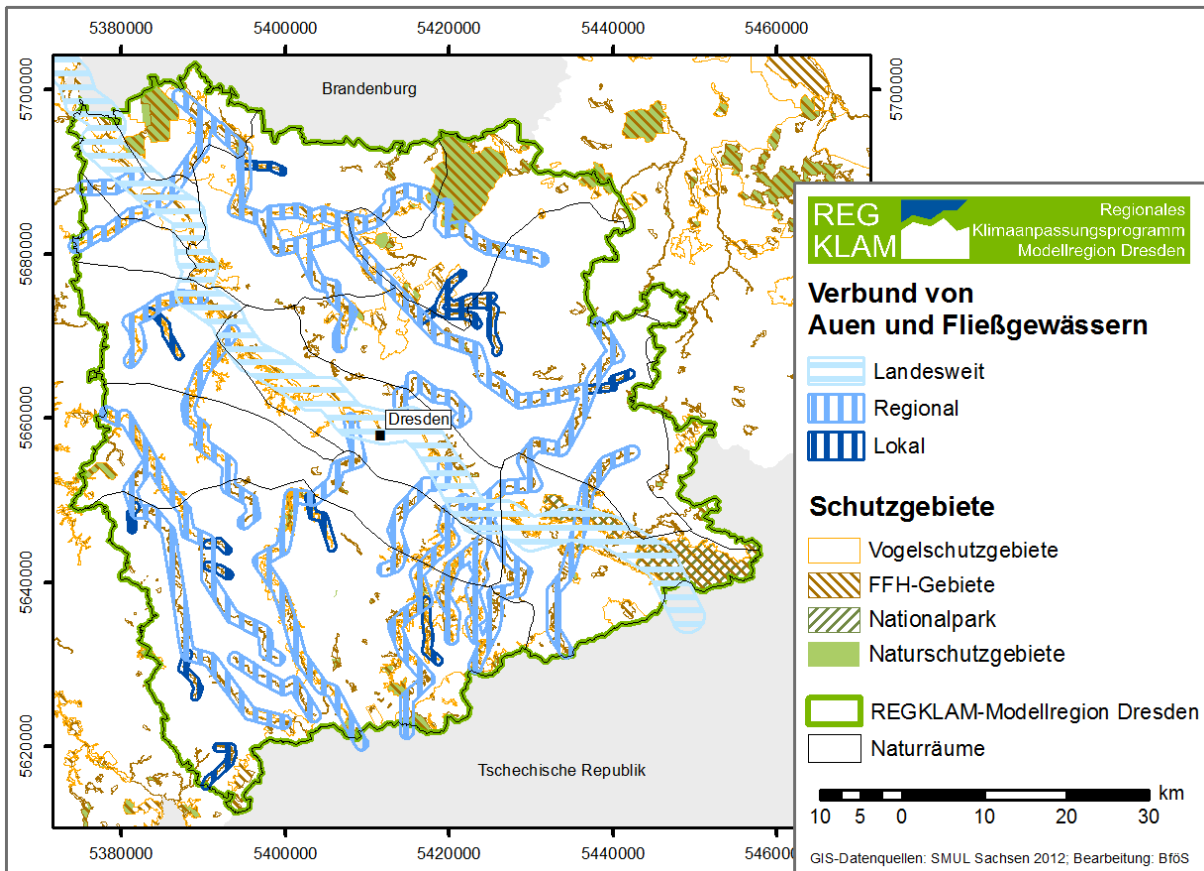 5380000 5400000 5420000 5440000 5460000
5700000
5680000
5660000
5640000
5620000
5700000
Brandenburg
Dresden
Tschechische Republik
5380000 5400000 5420000 5440000 5460000
REG
KLAM
Regionales
Klimaanpassungsprogramm
Modellregion Dresden
Verbund von
Auen und Fließgewässern
Landesweit
Regional
Lokal
Schutzgebiete
Vogelschutzgebiete
FFH-Gebiete
Nationalpark
Naturschutzgebiete
REGKLAM-Modellregion Dresden
Naturräume
km
10 5 0 10 20 30
GIS-Datenquellen: SMUL Sachsen 2012; Bearbeitung: BföS